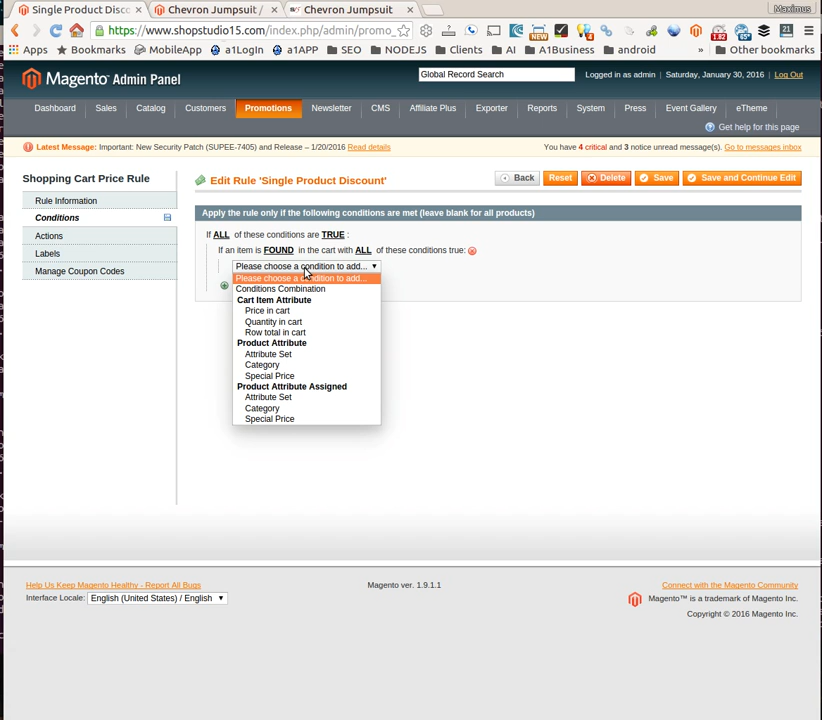 Single Product Disco
Chevron Jumpsuit /
Chevron Jumpsuit
Maximus
https://www.shopstudio15.com/index.php/admin/promo_
Apps Bookmarks MobileApp a1LogIn a1APP SEO NODEJS Clients AI A1Business android » Other bookmarks
Magento Admin Panel
Global Record Search
Logged in as admin | Saturday, January 30, 2016 | Log Out
Dashboard Sales Catalog Customers Promotions Newsletter CMS Affiliate Plus Exporter Reports System Press Event Gallery eTheme
Get help for this page
Latest Message: Important: New Security Patch (SUPEE-7405) and Release – 1/20/2016 Read details
You have 4 critical and 3 notice unread message(s). Go to messages inbox
Shopping Cart Price Rule
Rule Information
Conditions
Actions
Labels
Manage Coupon Codes
Edit Rule 'Single Product Discount'
Back Reset Delete Save Save and Continue Edit
Apply the rule only if the following conditions are met (leave blank for all products)
If ALL of these conditions are TRUE :
If an item is FOUND in the cart with ALL of these conditions true:
Please choose a condition to add...
Please choose a condition to add...
Conditions Combination
Cart Item Attribute
Price in cart
Quantity in cart
Row total in cart
Product Attribute
Attribute Set
Category
Special Price
Product Attribute Assigned
Attribute Set
Category
Special Price
Help Us Keep Magento Healthy - Report All Bugs
Interface Locale: English (United States) / English
Magento ver. 1.9.1.1
Connect with the Magento Community
Magento™ is a trademark of Magento Inc.
Copyright © 2016 Magento Inc.